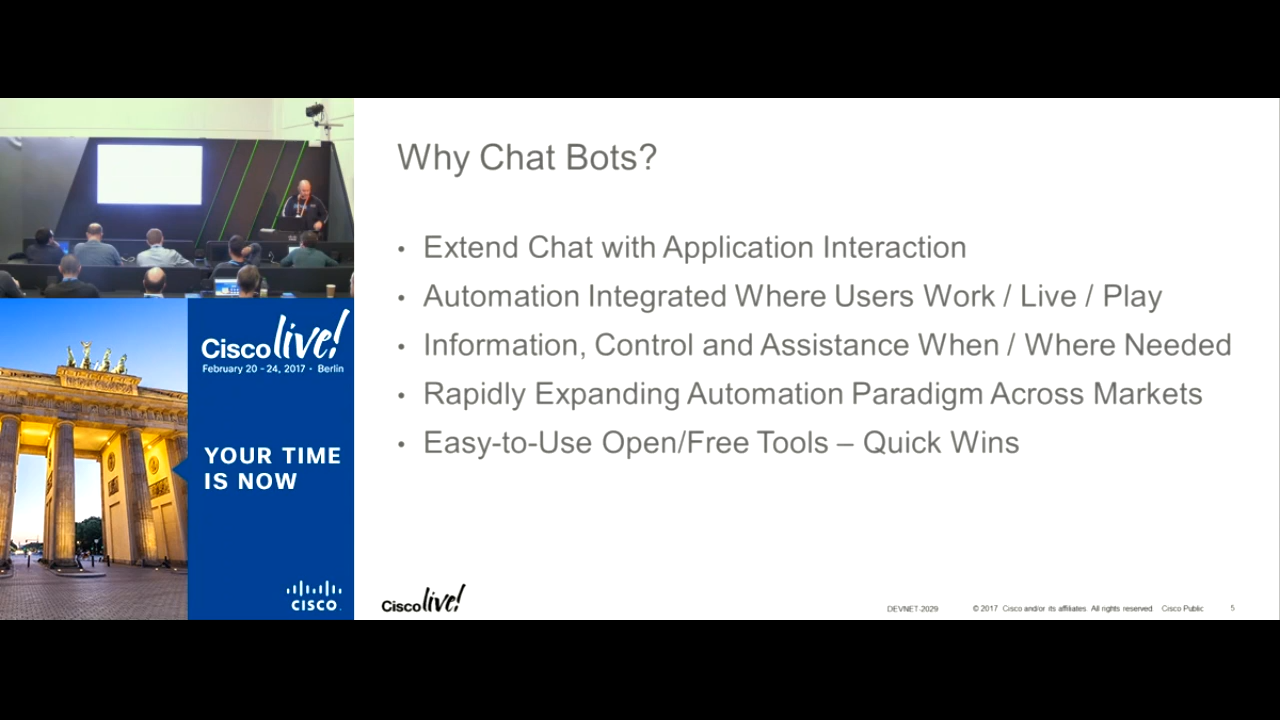 Why Chat Bots?
• Extend Chat with Application Interaction
• Automation Integrated Where Users Work / Live / Play
• Information, Control and Assistance When / Where Needed
• Rapidly Expanding Automation Paradigm Across Markets
• Easy-to-Use Open/Free Tools – Quick Wins
Cisco live!
February 20 - 24, 2017 • Berlin
YOUR TIME
IS NOW
CISCO
Cisco live!
DEVNET-2029 © 2017 Cisco and/or its affiliates. All rights reserved. Cisco Public 5